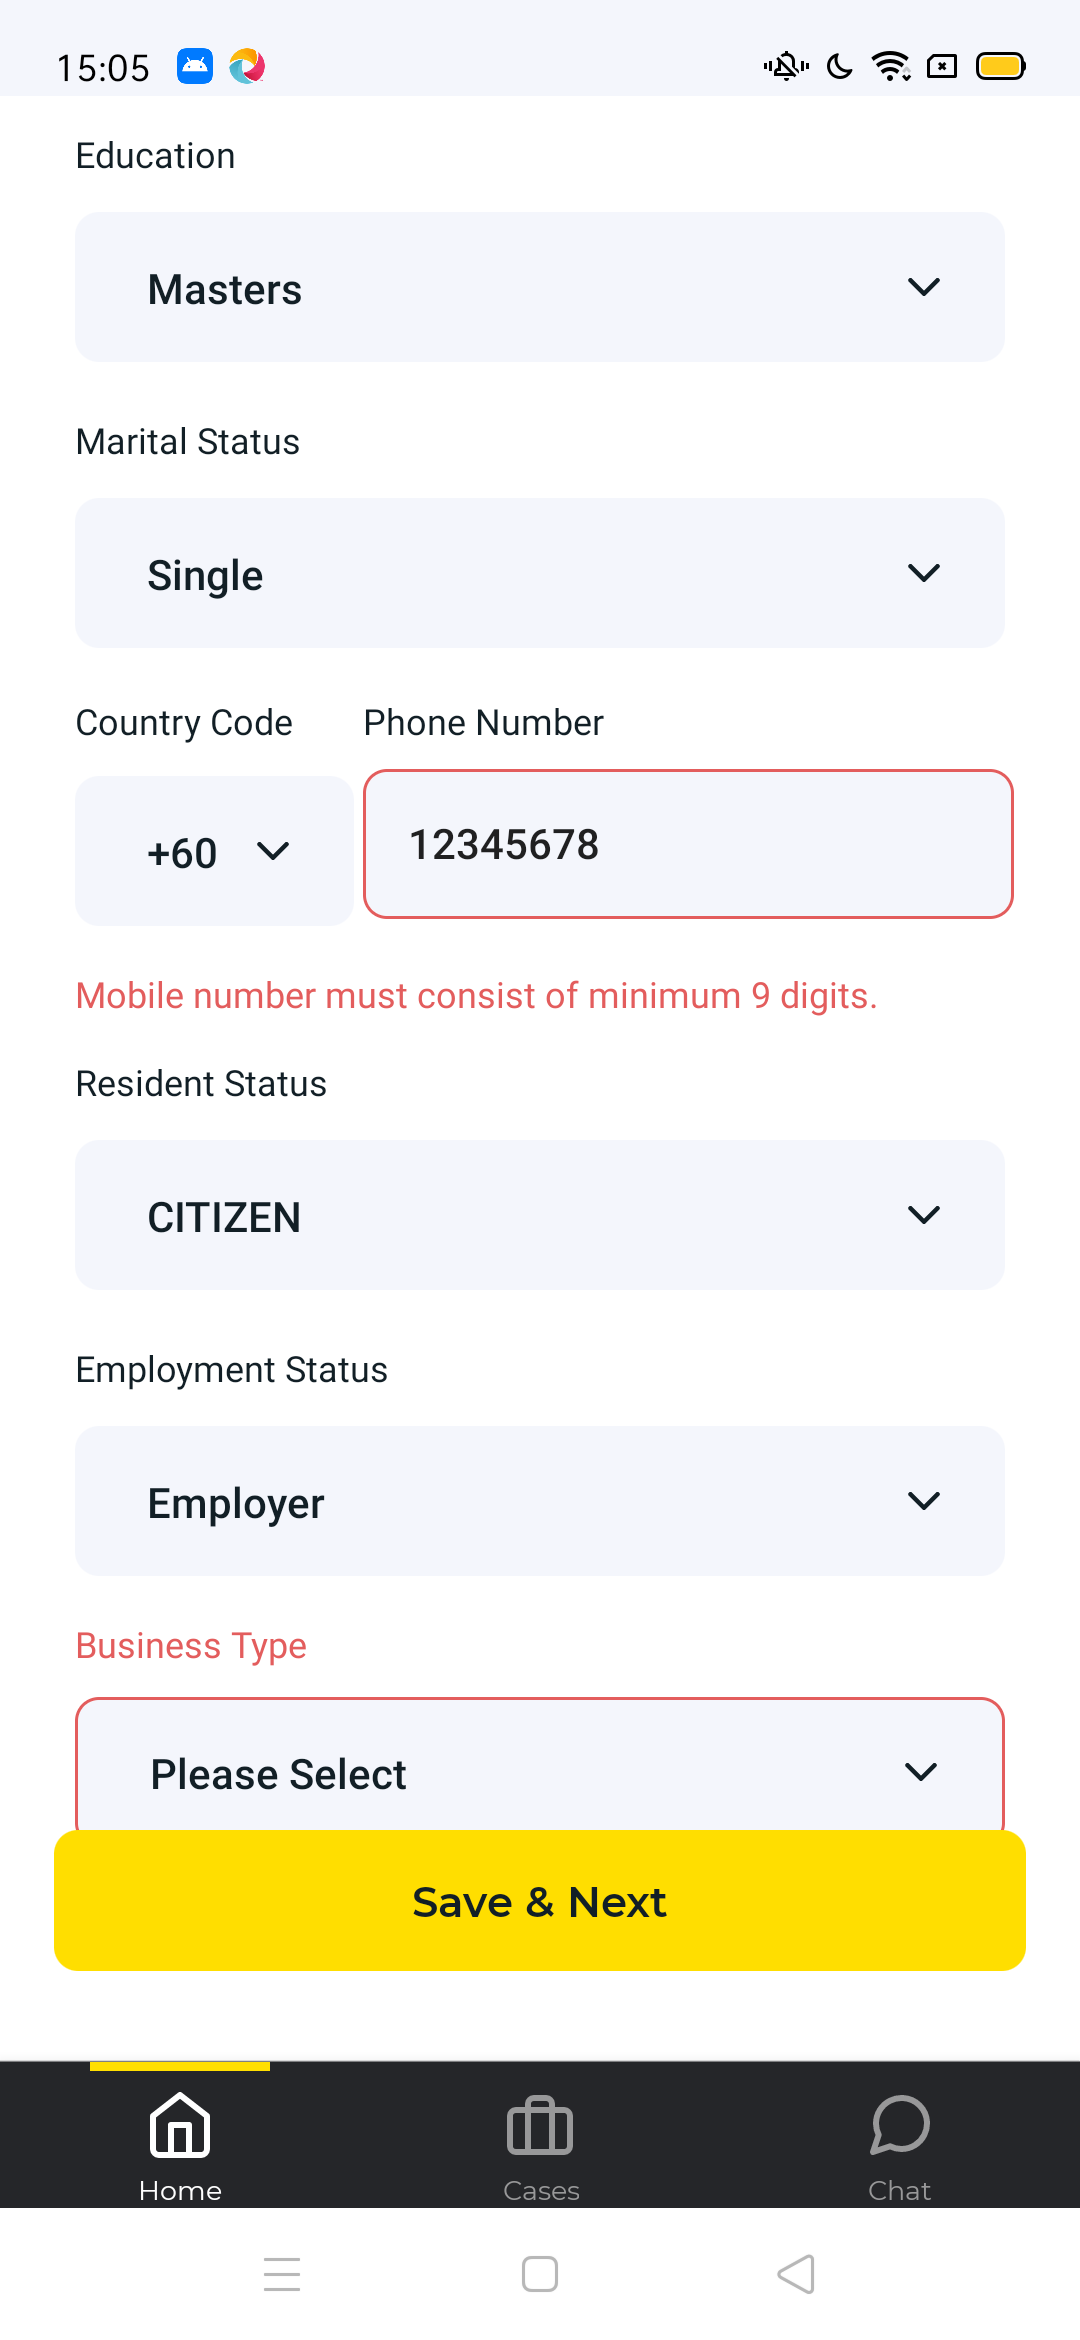 15:05
Education
Masters
Marital Status
Single
Country Code Phone Number
+60 12345678
Mobile number must consist of minimum 9 digits.
Resident Status
CITIZEN
Employment Status
Employer
Business Type
Please Select
Save & Next
Home Cases Chat